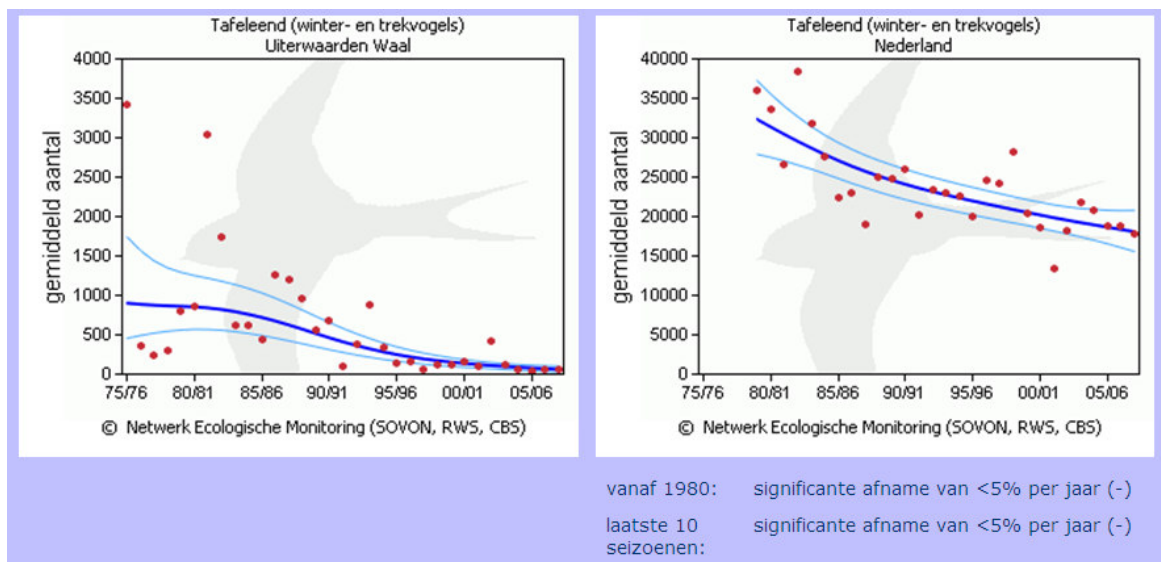 Tafeleend (winter- en trekvogels)
Uiterwaarden Waal
gemiddeld aantal
4000
3500
3000
2500
2000
1500
1000
500
0
75/76 80/81 85/86 90/91 95/96 00/01 05/06
© Netwerk Ecologische Monitoring (SOVON, RWS, CBS)
Tafeleend (winter- en trekvogels)
Nederland
gemiddeld aantal
40000
35000
30000
25000
20000
15000
10000
5000
0
75/76 80/81 85/86 90/91 95/96 00/01 05/06
© Netwerk Ecologische Monitoring (SOVON, RWS, CBS)
vanaf 1980: significante afname van <5% per jaar (-)
laatste 10 significante afname van <5% per jaar (-)
seizoenen: